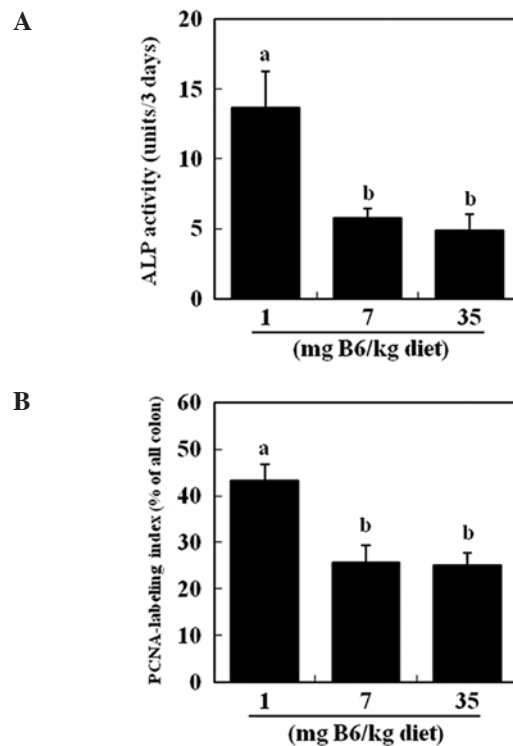 A
ALP activity (units/3 days)
20
15
10
5
0
a
b
b
1 7 35
(mg B6/kg diet)
B
PCNA-labeling index (% of all colon)
60
50
40
30
20
10
0
a
b
b
1 7 35
(mg B6/kg diet)